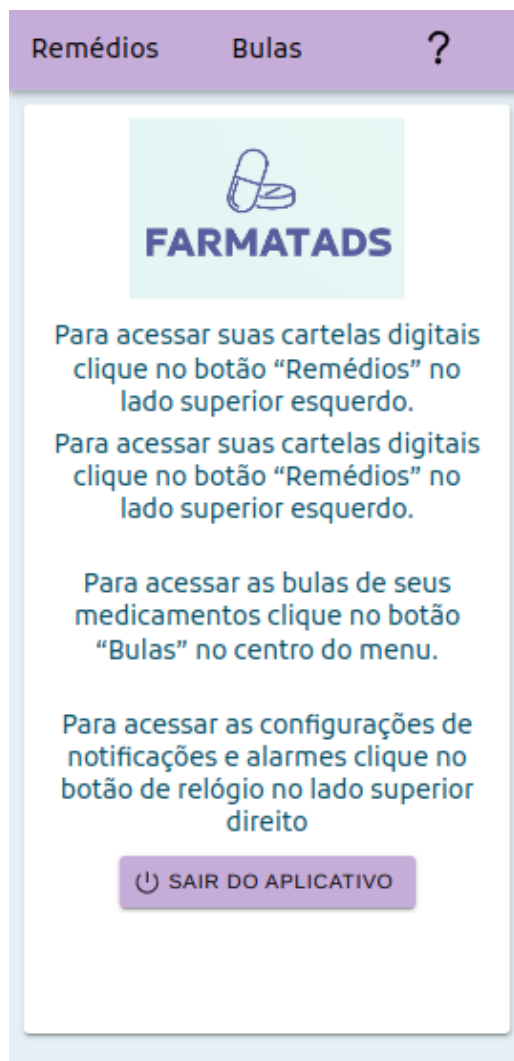 Remédios Bulas ?
FARMATADS
Para acessar suas cartelas digitais
clique no botão “Remédios” no
lado superior esquerdo.
Para acessar suas cartelas digitais
clique no botão “Remédios” no
lado superior esquerdo.
Para acessar as bulas de seus
medicamentos clique no botão
“Bulas” no centro do menu.
Para acessar as configurações de
notificações e alarmes clique no
botão de relógio no lado superior
direito
SAIR DO APLICATIVO